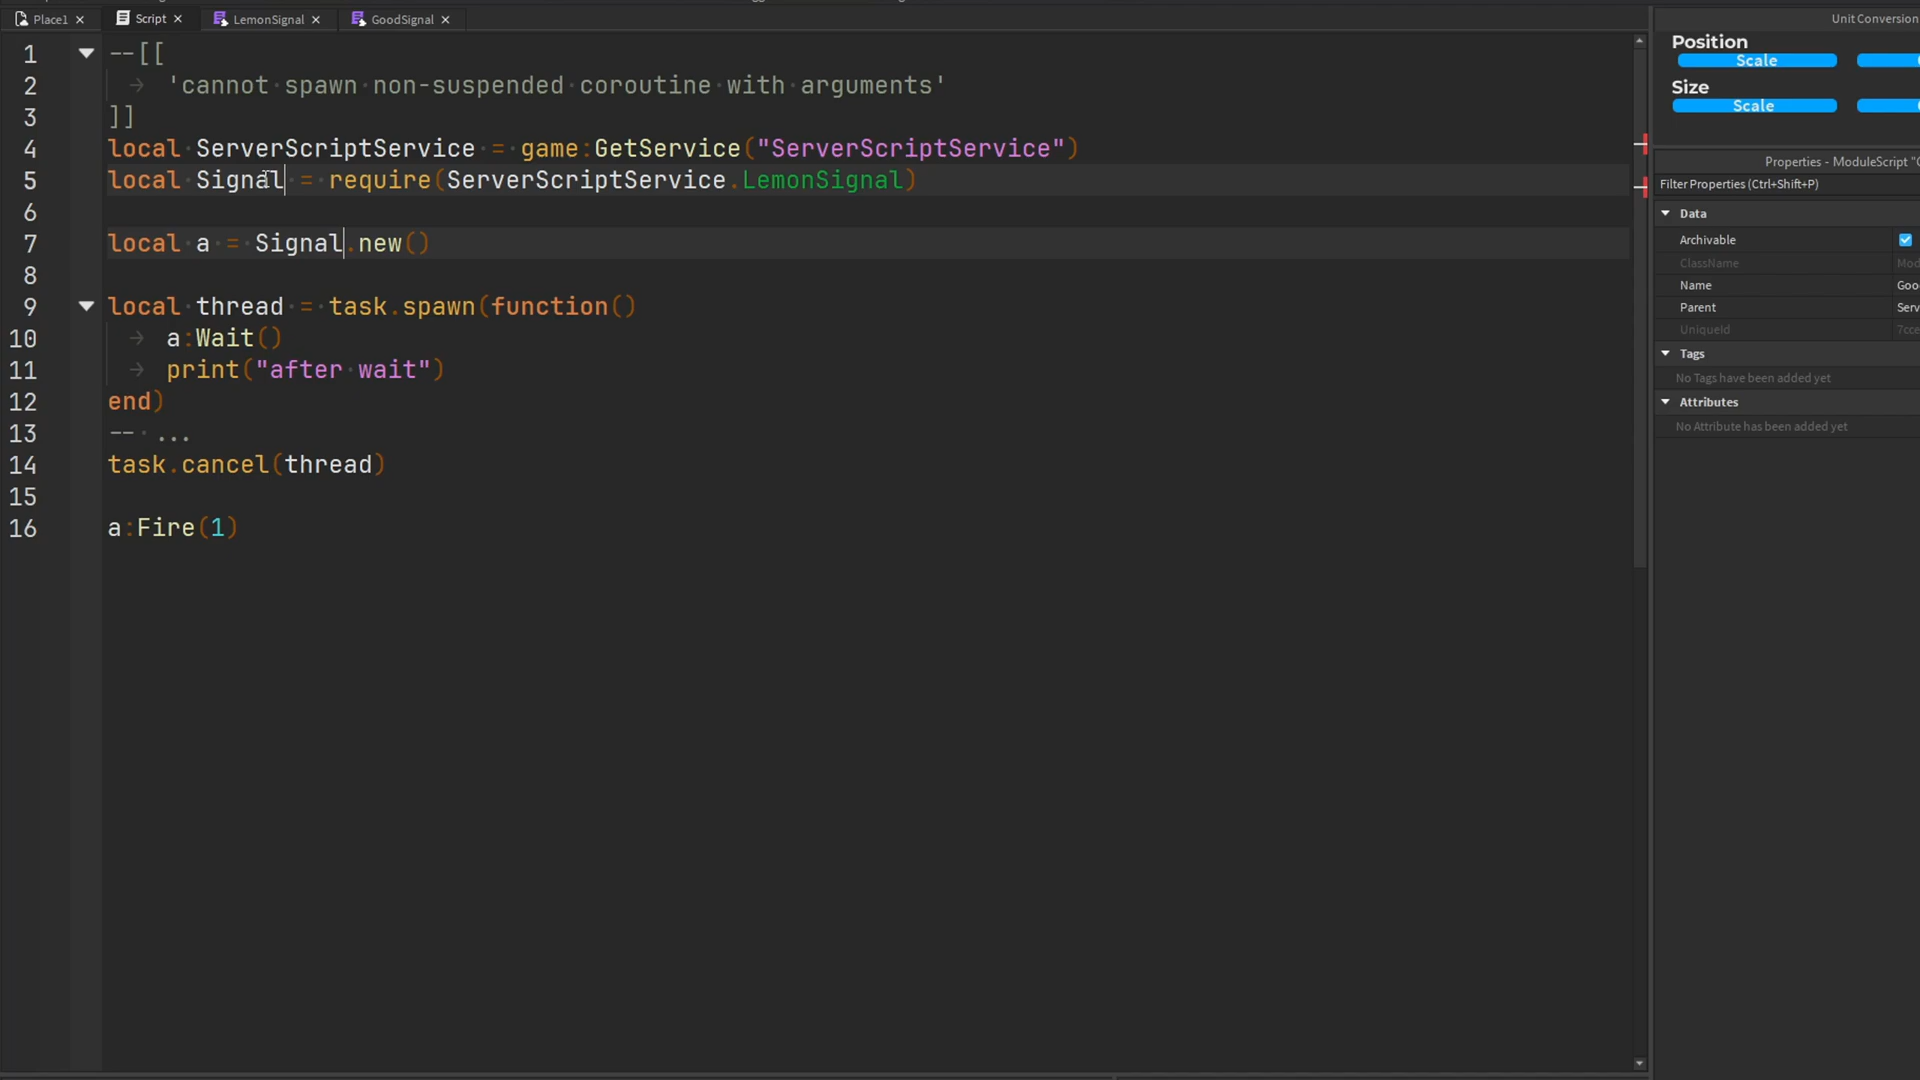 Place1
Script
LemonSignal
GoodSignal
Unit Conversion
Position
Scale
Size
Scale
Properties - ModuleScript "G
Filter Properties (Ctrl+Shift+P)
Data
Archivable
ClassName Mod
Name Goo
Parent Serv
UniqueId 7cce
Tags
No Tags have been added yet
Attributes
No Attribute has been added yet
1 --[[
2 'cannot spawn non-suspended coroutine with arguments'
3 ]]
4 local ServerScriptService = game:GetService("ServerScriptService")
5 local Signal = require(ServerScriptService.LemonSignal)
6
7 local a = Signal.new()
8
9 local thread = task.spawn(function()
10 a:Wait()
11 print("after wait")
12 end)
13 -- ...
14 task.cancel(thread)
15
16 a:Fire(1)